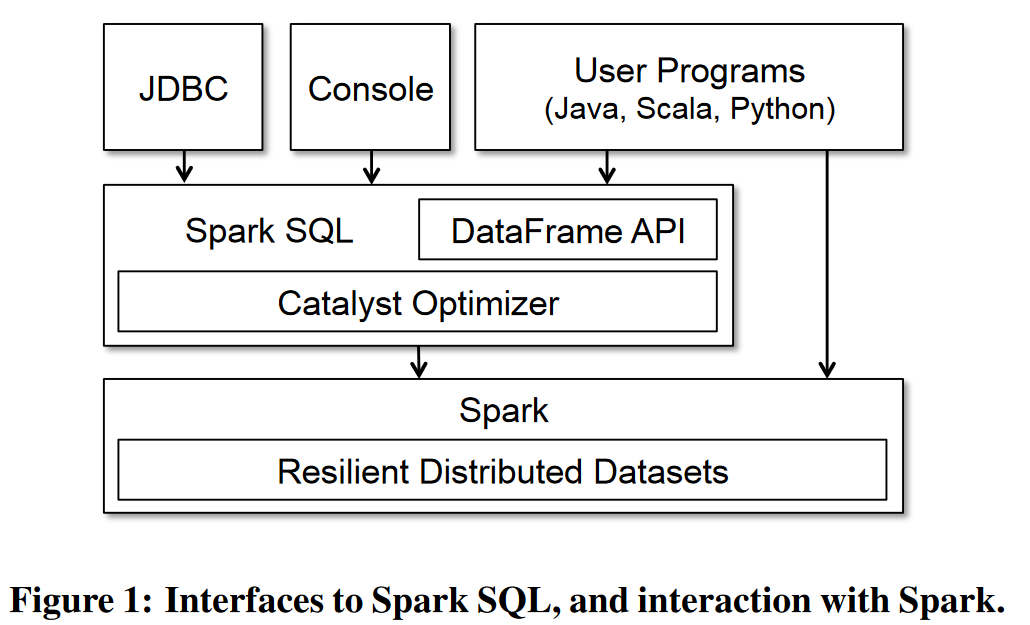 JDBC
Console
User Programs
(Java, Scala, Python)
Spark SQL
DataFrame API
Catalyst Optimizer
Spark
Resilient Distributed Datasets
Figure 1: Interfaces to Spark SQL, and interaction with Spark.